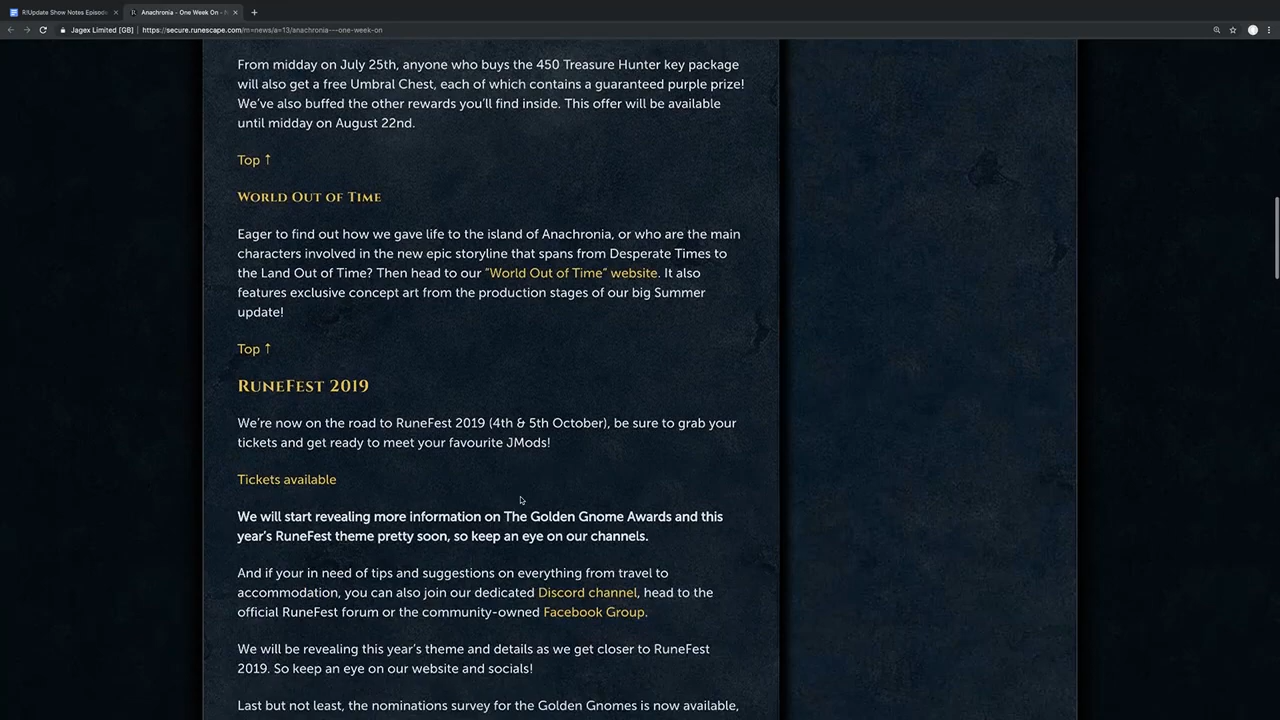 R!Update Show Notes Episode
Anachronia - One Week On -
Jagex Limited [GB] | https://secure.runescape.com/m=news/a=13/anachronia---one-week-on
From midday on July 25th, anyone who buys the 450 Treasure Hunter key package
will also get a free Umbral Chest, each of which contains a guaranteed purple prize!
We've also buffed the other rewards you'll find inside. This offer will be available
until midday on August 22nd.
Top ↑
World Out of Time
Eager to find out how we gave life to the island of Anachronia, or who are the main
characters involved in the new epic storyline that spans from Desperate Times to
the Land Out of Time? Then head to our "World Out of Time" website. It also
features exclusive concept art from the production stages of our big Summer
update!
Top ↑
RuneFest 2019
We're now on the road to RuneFest 2019 (4th & 5th October), be sure to grab your
tickets and get ready to meet your favourite JMods!
Tickets available
We will start revealing more information on The Golden Gnome Awards and this
year's RuneFest theme pretty soon, so keep an eye on our channels.
And if your in need of tips and suggestions on everything from travel to
accommodation, you can also join our dedicated Discord channel, head to the
official RuneFest forum or the community-owned Facebook Group.
We will be revealing this year's theme and details as we get closer to RuneFest
2019. So keep an eye on our website and socials!
Last but not least, the nominations survey for the Golden Gnomes is now available,